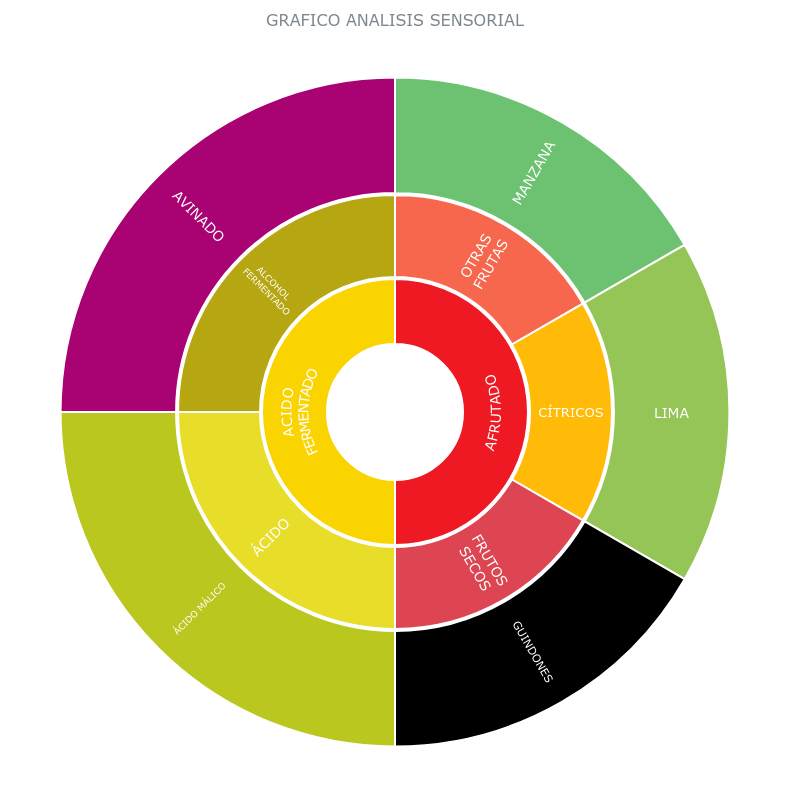 GRAFICO ANALISIS SENSORIAL
AFRUTADO
OTRAS
FRUTAS
MANZANA
CÍTRICOS
LIMA
FRUTOS
SECOS
GUINDONES
ACIDO
FERMENTADO
ÁCIDO
ÁCIDO MÁLICO
ALCOHOL
FERMENTADO
AVINADO